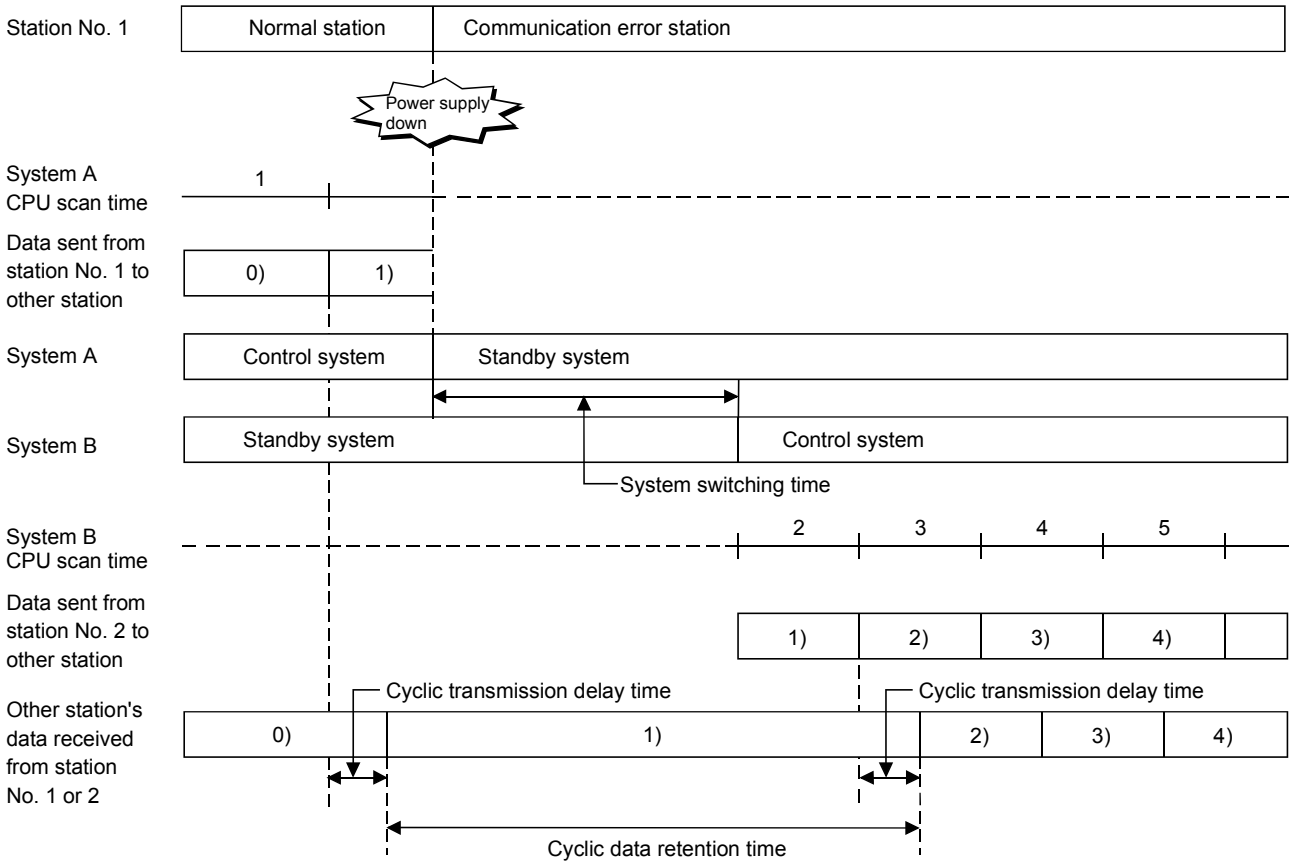 Station No. 1
Normal station
Communication error station
Power supply
down
System A
CPU scan time
1
Data sent from
station No. 1 to
other station
0)
1)
System A
Control system
Standby system
System B
Standby system
Control system
System switching time
System B
CPU scan time
2
3
4
5
Data sent from
station No. 2 to
other station
1)
2)
3)
4)
Cyclic transmission delay time
Cyclic transmission delay time
Other station's
data received
from station
No. 1 or 2
0)
1)
2)
3)
4)
Cyclic data retention time